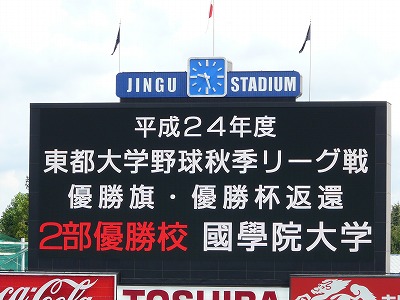 JINGU STADIUM
平成24年度
東都大学野球秋季リーグ戦
優勝旗・優勝杯返還
2部優勝校 國學院大学
Coca-Cola
TOSHIBA